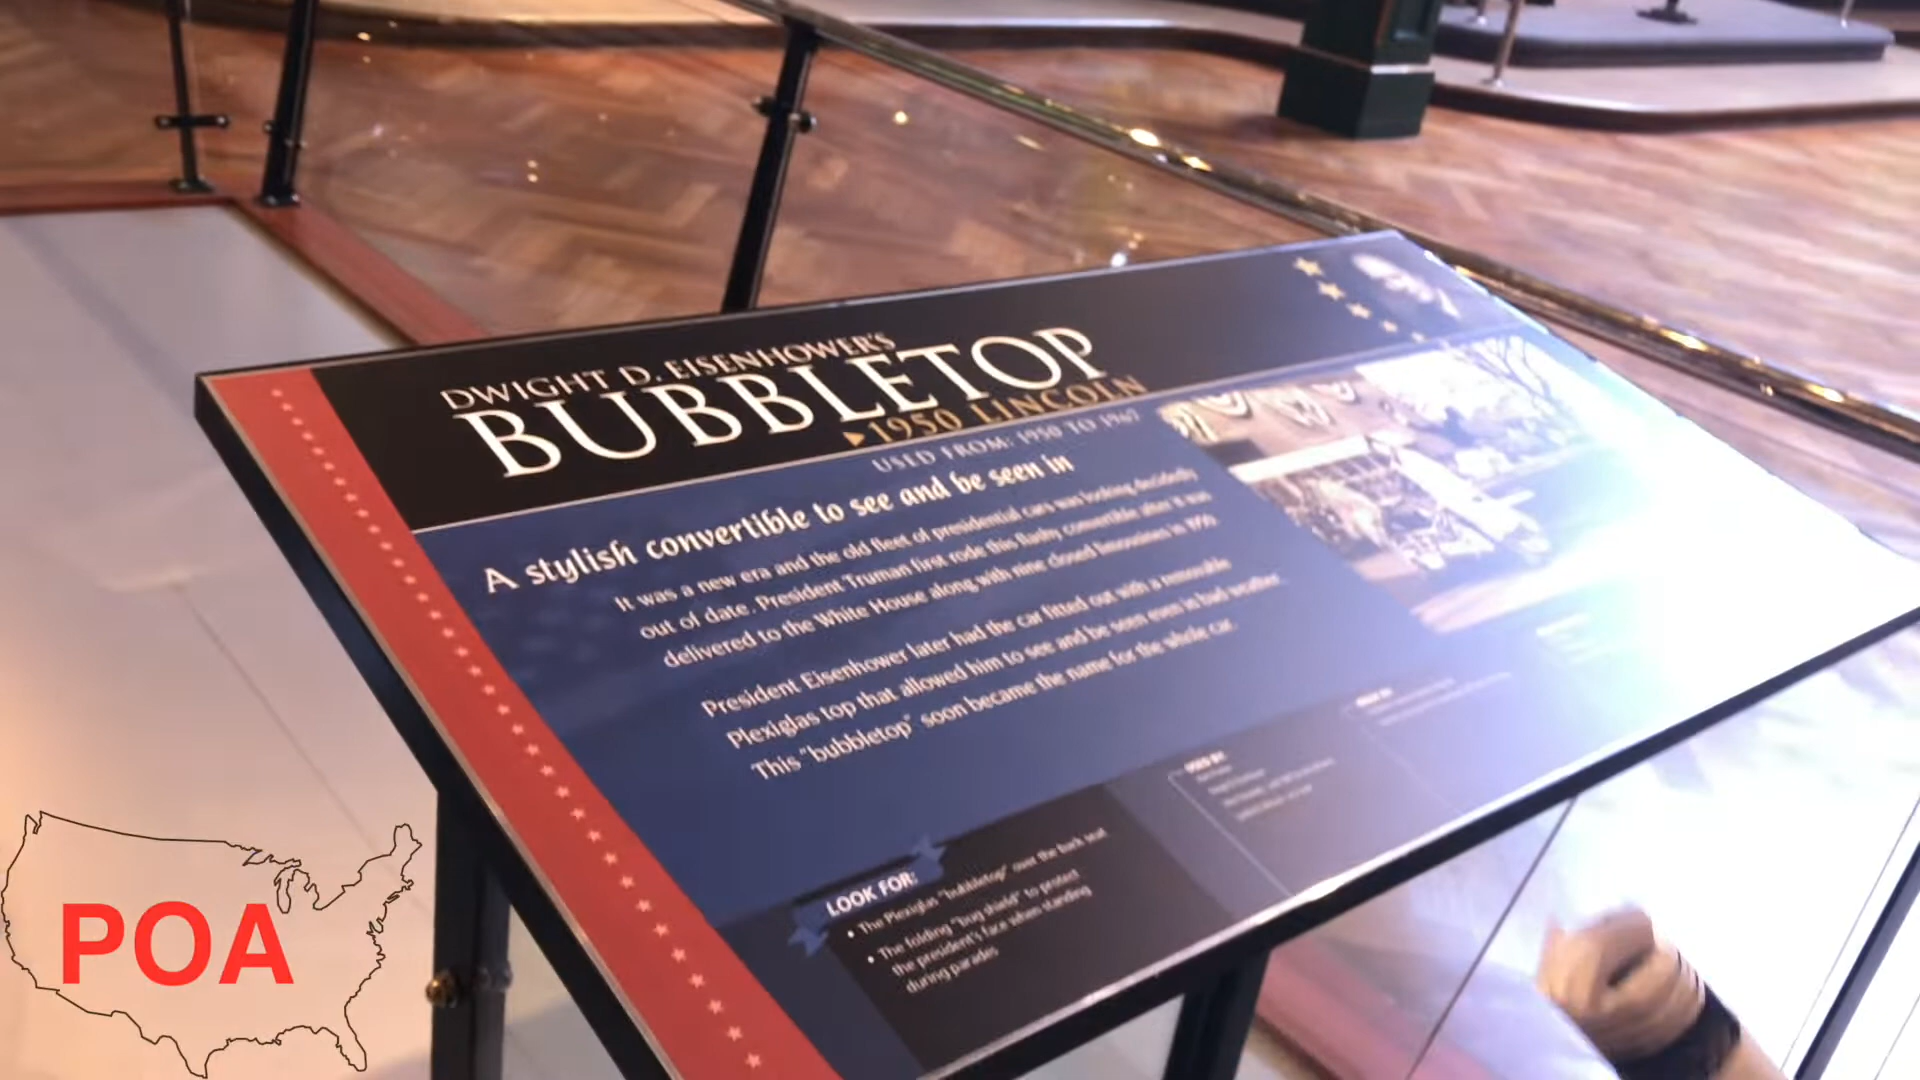 DWIGHT D. EISENHOWER'S
BUBBLETOP
▸1950 LINCOLN
USED FROM: 1950 TO 1967
A stylish convertible to see and be seen in
It was a new era and the old fleet of presidential cars was looking decidedly
out of date. President Truman first rode this flashy convertible after it was
delivered to the White House along with nine closed limousines in 1950.
President Eisenhower later had the car fitted out with a removable
Plexiglas top that allowed him to see and be seen even in bad weather.
This "bubbletop" soon became the name for the whole car.
LOOK FOR:
• The Plexiglas "bubbletop" over the back seat
• The folding "bug shield" to protect
the president's face when standing
during parades
USED BY:
POA